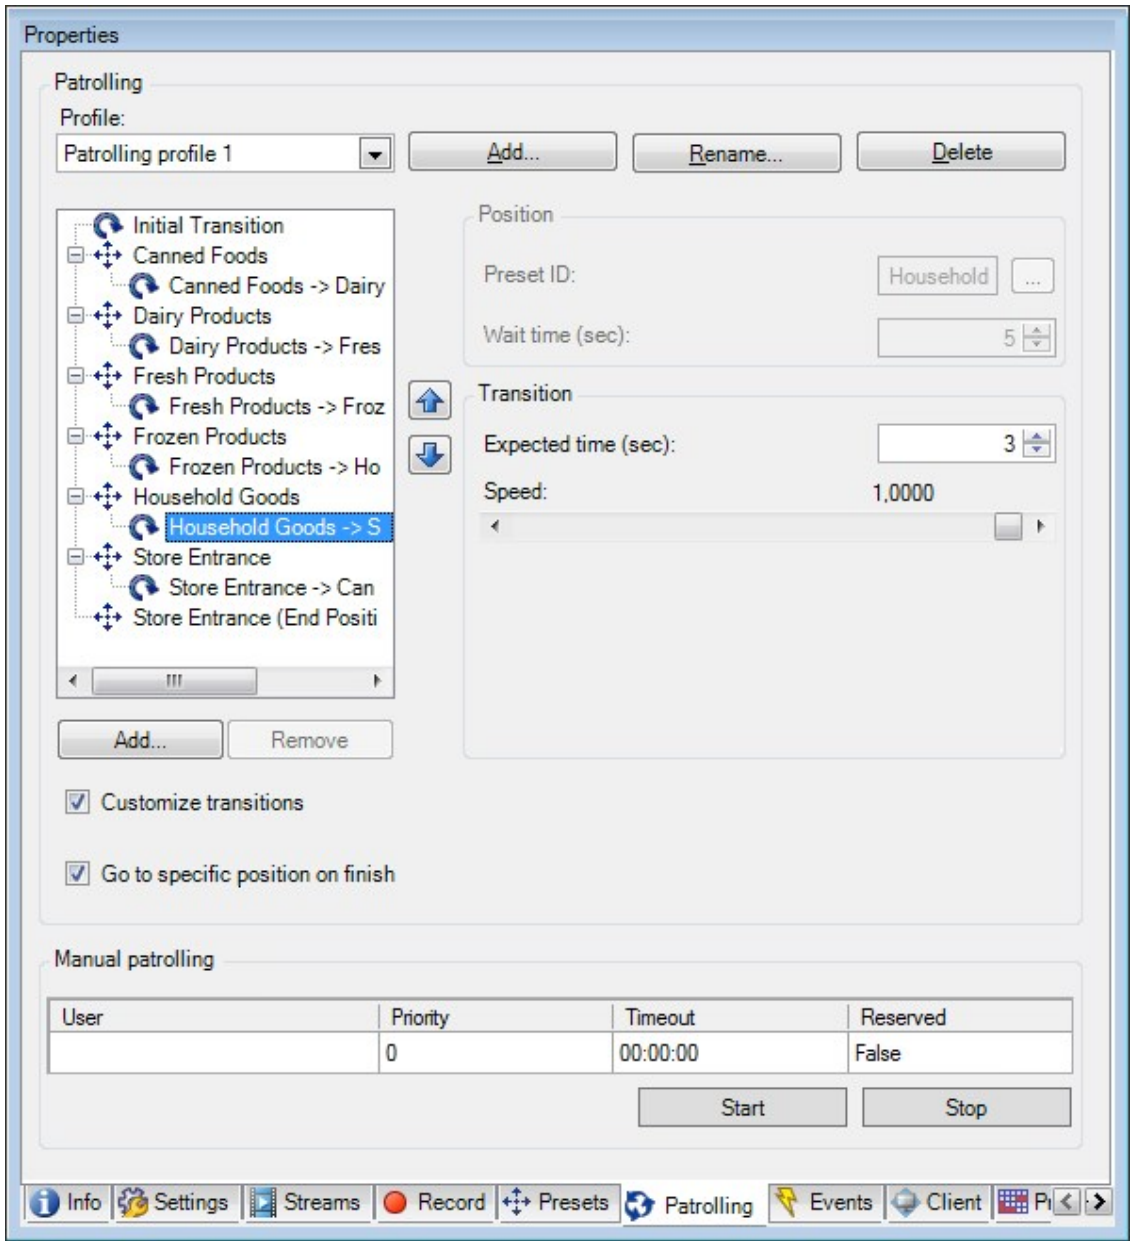 Properties
Patrolling
Profile:
Patrolling profile 1
Add...
Rename...
Delete
Initial Transition
Canned Foods
Canned Foods -> Dairy
Dairy Products
Dairy Products -> Fres
Fresh Products
Fresh Products -> Froz
Frozen Products
Frozen Products -> Ho
Household Goods
Household Goods -> S
Store Entrance
Store Entrance -> Can
Store Entrance (End Positi
Add...
Remove
Position
Preset ID:
Household
...
Wait time (sec):
5
Transition
Expected time (sec):
3
Speed:
1,0000
Customize transitions
Go to specific position on finish
Manual patrolling
User Priority Timeout Reserved
0 00:00:00 False
Start Stop
Info Settings Streams Record Presets Patrolling Events Client